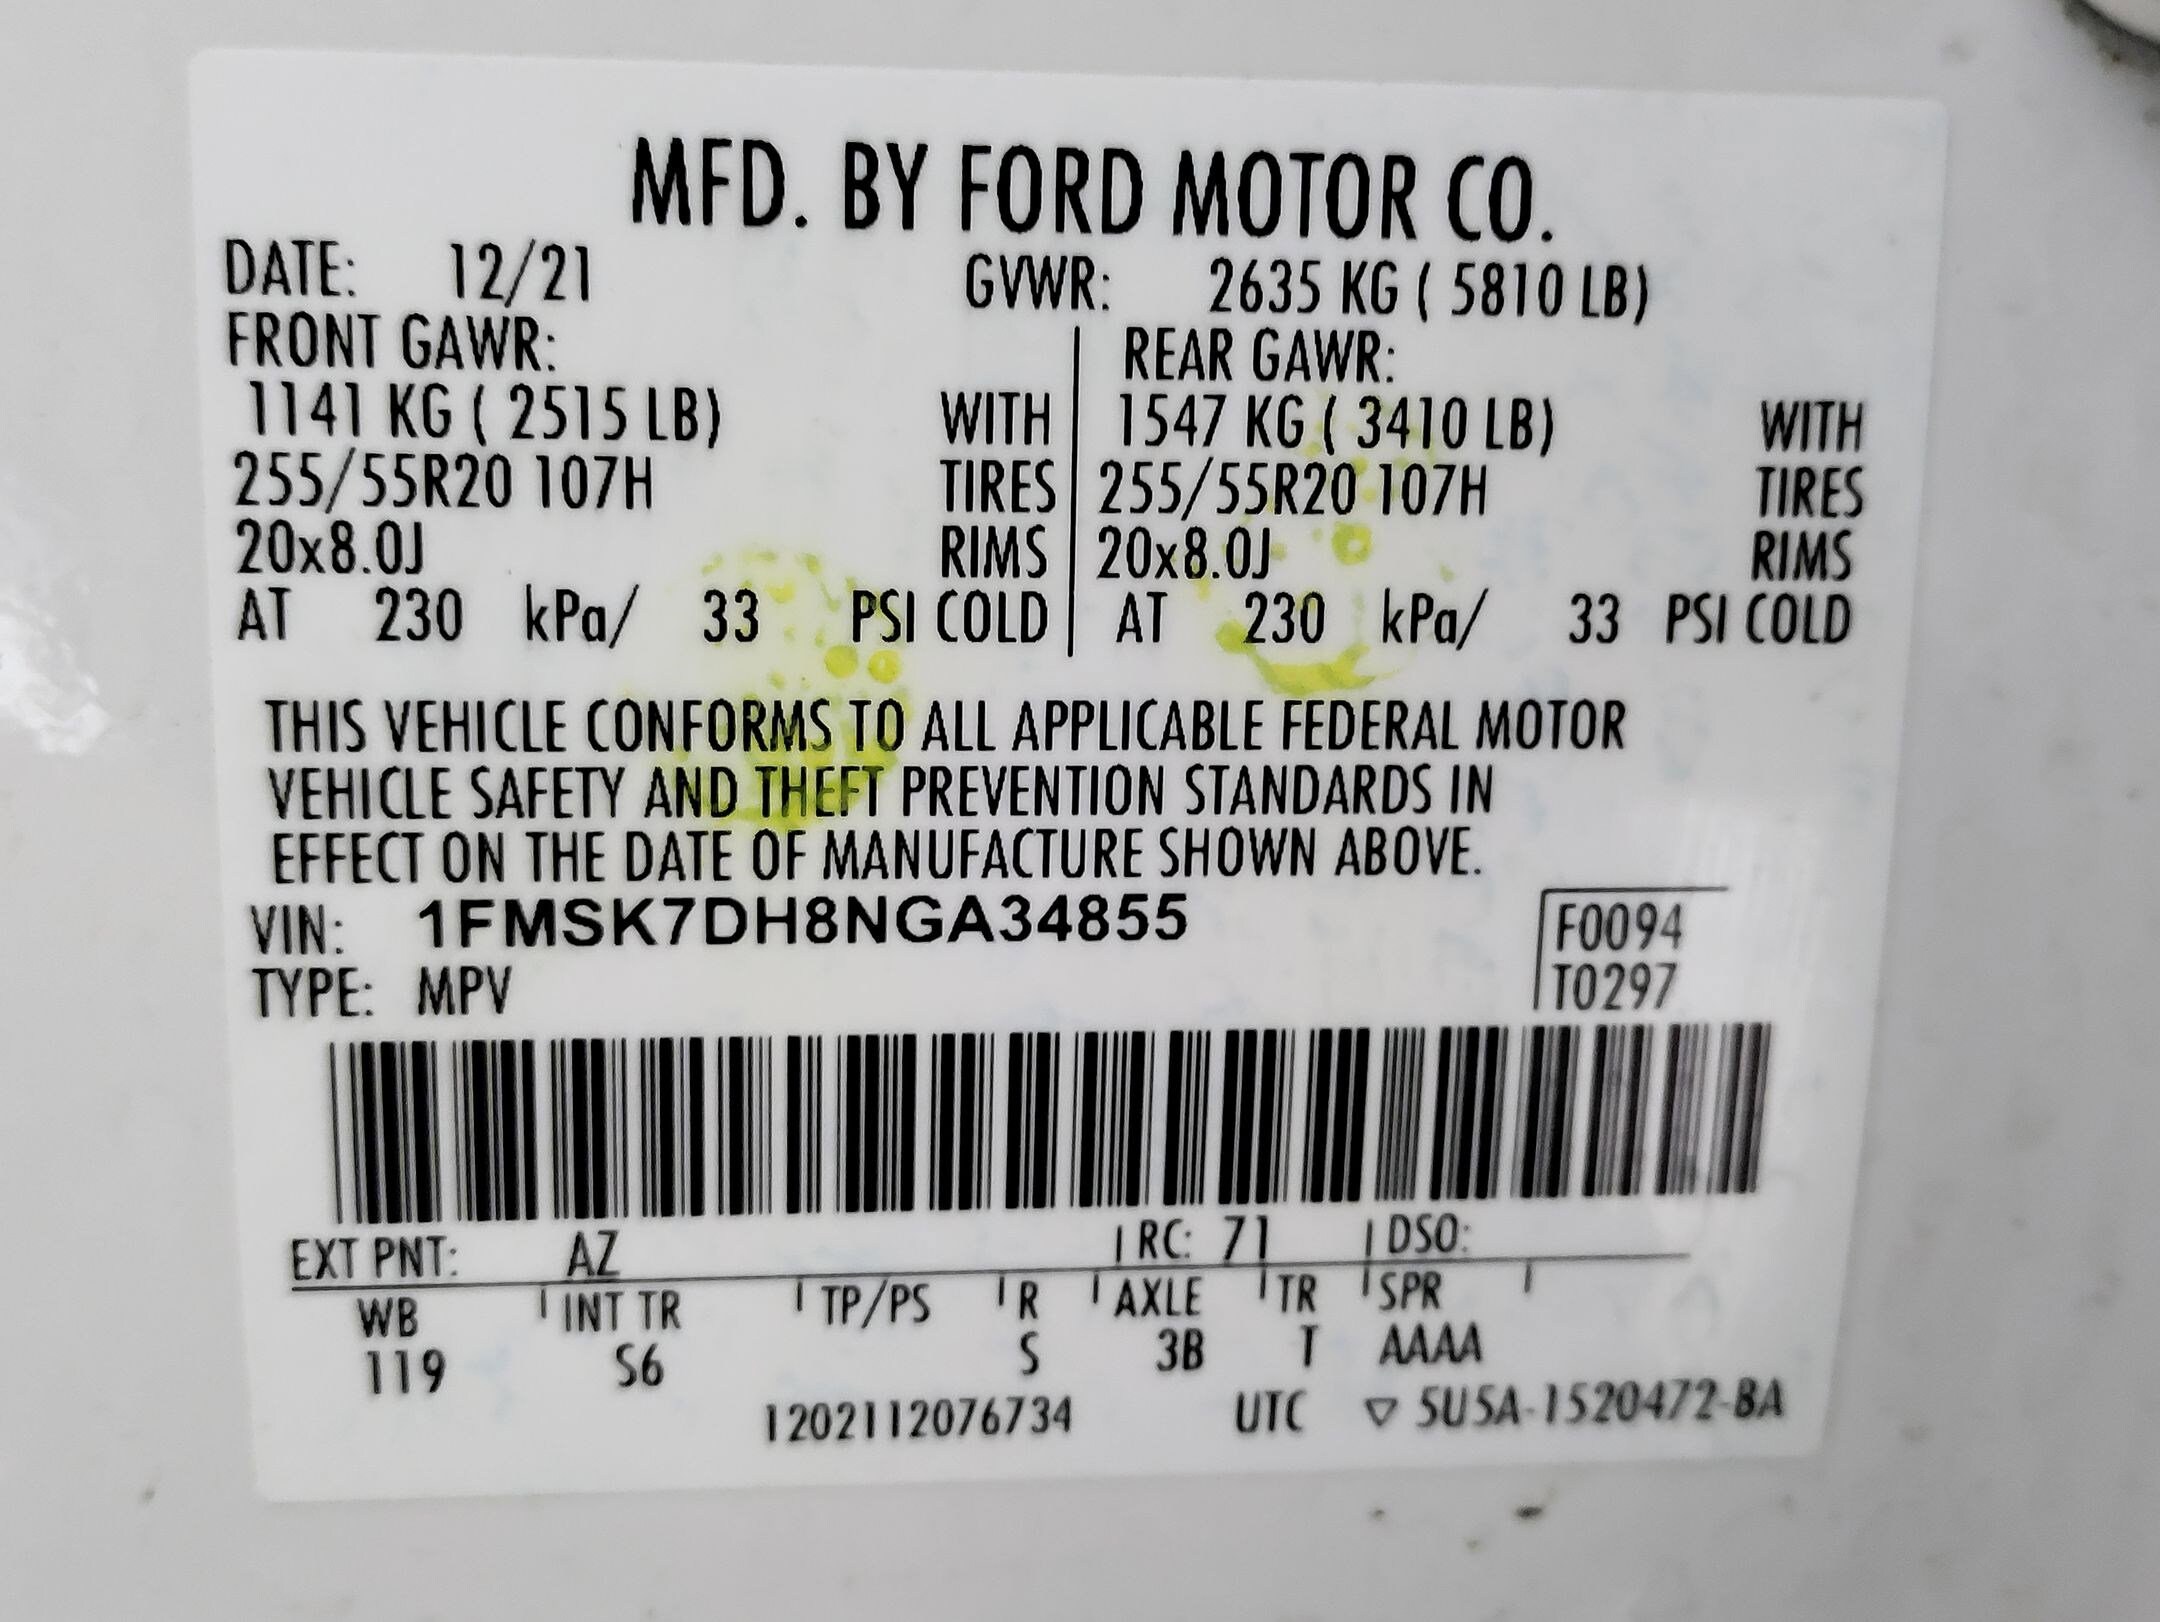 MFD. BY FORD MOTOR CO.
DATE: 12/21 GVWR: 2635 KG ( 5810 LB)
FRONT GAWR: REAR GAWR:
1141 KG ( 2515 LB) WITH 1547 KG ( 3410 LB) WITH
255/55R20 107H TIRES 255/55R20 107H TIRES
20x8.0J RIMS 20x8.0J RIMS
AT 230 kPa/ 33 PSI COLD AT 230 kPa/ 33 PSI COLD
THIS VEHICLE CONFORMS TO ALL APPLICABLE FEDERAL MOTOR
VEHICLE SAFETY AND THEFT PREVENTION STANDARDS IN
EFFECT ON THE DATE OF MANUFACTURE SHOWN ABOVE.
VIN: 1FMSK7DH8NGA34855 F0094
TYPE: MPV T0297
EXT PNT: AZ RC: 71 DSO:
WB INT TR TP/PS R AXLE TR SPR
119 S6 S 3B T AAAA
1202112076734 UTC ▽ 5U5A-1520472-BA